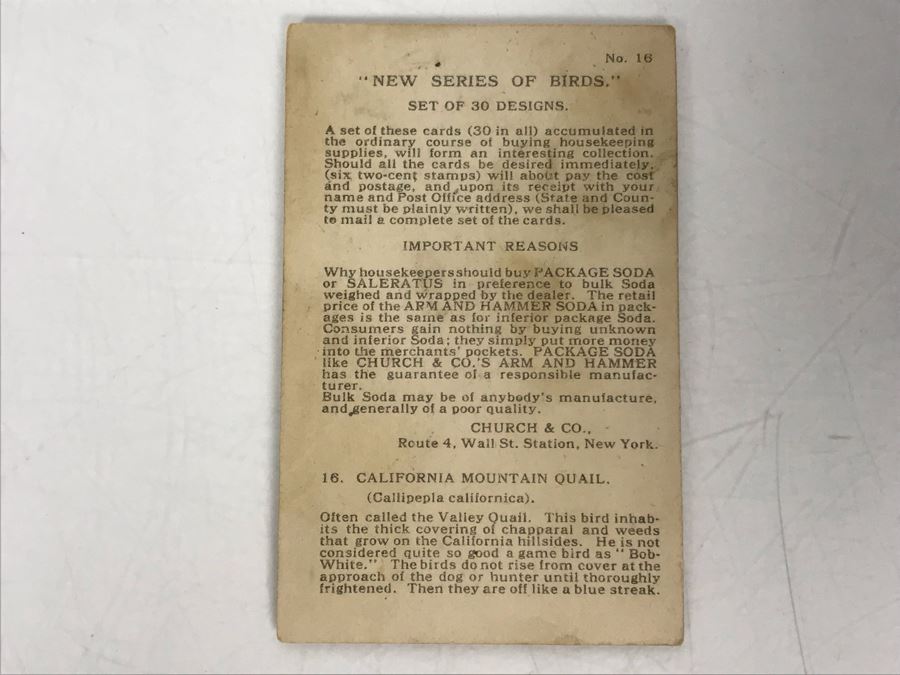 No. 16
"NEW SERIES OF BIRDS."
SET OF 30 DESIGNS.
A set of these cards (30 in all) accumulated in
the ordinary course of buying housekeeping
supplies, will form an interesting collection.
Should all the cards be desired immediately,
(six two-cent stamps) will about pay the cost
and postage, and upon its receipt with your
name and Post Office address (State and Coun-
ty must be plainly written), we shall be pleased
to mail a complete set of the cards.
IMPORTANT REASONS
Why housekeepers should buy PACKAGE SODA
or SALERATUS in preference to bulk Soda
weighed and wrapped by the dealer. The retail
price of the ARM AND HAMMER SODA in pack-
ages is the same as for inferior package Soda.
Consumers gain nothing by buying unknown
and inferior Soda; they simply put more money
into the merchants' pockets. PACKAGE SODA
like CHURCH & CO.'S ARM AND HAMMER
has the guarantee of a responsible manufac-
turer.
Bulk Soda may be of anybody's manufacture,
and generally of a poor quality.
CHURCH & CO.,
Route 4, Wall St. Station, New York.
16. CALIFORNIA MOUNTAIN QUAIL.
(Callipepla californica).
Often called the Valley Quail. This bird inhab-
its the thick covering of chapparal and weeds
that grow on the California hillsides. He is not
considered quite so good a game bird as "Bob-
White." The birds do not rise from cover at the
approach of the dog or hunter until thoroughly
frightened. Then they are off like a blue streak.